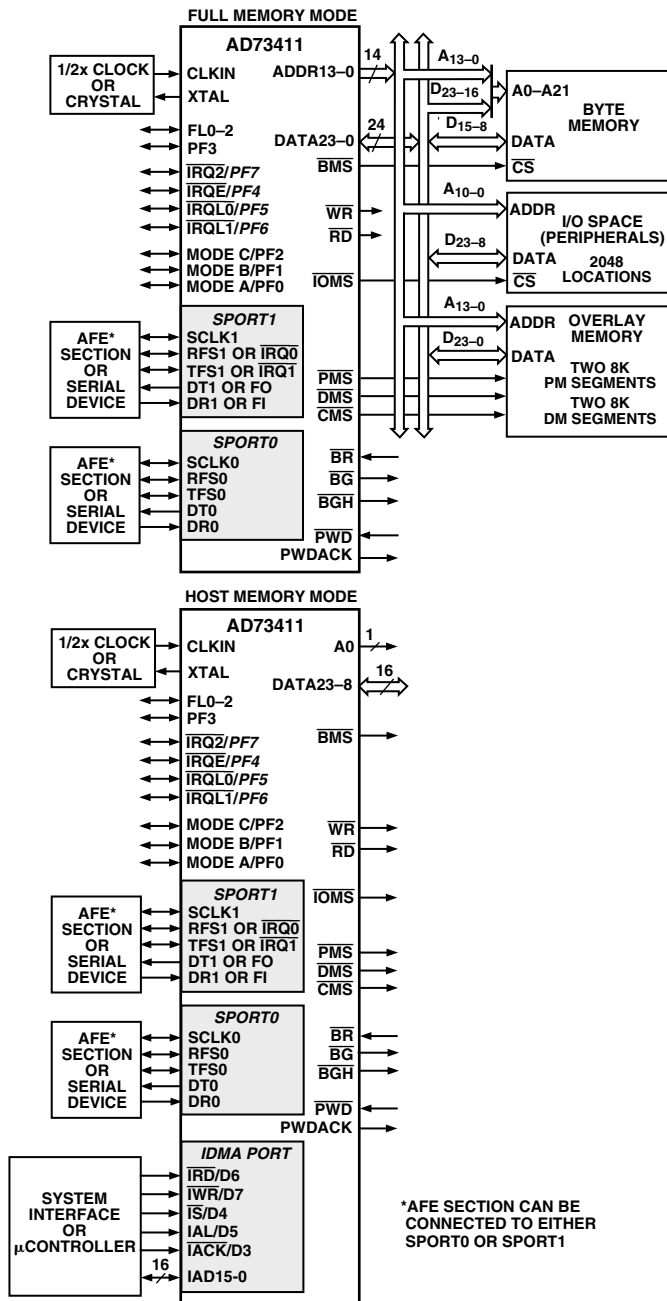 FULL MEMORY MODE
AD73411
1/2x CLOCK
OR
CRYSTAL
CLKIN
XTAL
FL0–2
PF3
IRQ2/PF7
IRQE/PF4
IRQL0/PF5
IRQL1/PF6
MODE C/PF2
MODE B/PF1
MODE A/PF0
AFE*
SECTION
OR
SERIAL
DEVICE
SPORT1
SCLK1
RFS1 OR IRQ0
TFS1 OR IRQ1
DT1 OR FO
DR1 OR FI
AFE*
SECTION
OR
SERIAL
DEVICE
SPORT0
SCLK0
RFS0
TFS0
DT0
DR0
ADDR13–0
14
DATA23–0
24
BMS
WR
RD
IOMS
PMS
DMS
CMS
BR
BG
BGH
PWD
PWDACK
A13–0
D23–16
D15–8
A0–A21
BYTE
MEMORY
DATA
CS
A10–0
D23–8
ADDR
I/O SPACE
(PERIPHERALS)
DATA
2048
LOCATIONS
CS
A13–0
D23–0
ADDR
OVERLAY
MEMORY
DATA
TWO 8K
PM SEGMENTS
TWO 8K
DM SEGMENTS
HOST MEMORY MODE
AD73411
1/2x CLOCK
OR
CRYSTAL
CLKIN
XTAL
FL0–2
PF3
IRQ2/PF7
IRQE/PF4
IRQL0/PF5
IRQL1/PF6
MODE C/PF2
MODE B/PF1
MODE A/PF0
AFE*
SECTION
OR
SERIAL
DEVICE
SPORT1
SCLK1
RFS1 OR IRQ0
TFS1 OR IRQ1
DT1 OR FO
DR1 OR FI
AFE*
SECTION
OR
SERIAL
DEVICE
SPORT0
SCLK0
RFS0
TFS0
DT0
DR0
SYSTEM
INTERFACE
OR
µCONTROLLER
IDMA PORT
IRD/D6
IWR/D7
IS/D4
IAL/D5
IACK/D3
16
IAD15-0
A0
1
DATA23–8
16
BMS
WR
RD
IOMS
PMS
DMS
CMS
BR
BG
BGH
PWD
PWDACK
*AFE SECTION CAN BE
CONNECTED TO EITHER
SPORT0 OR SPORT1